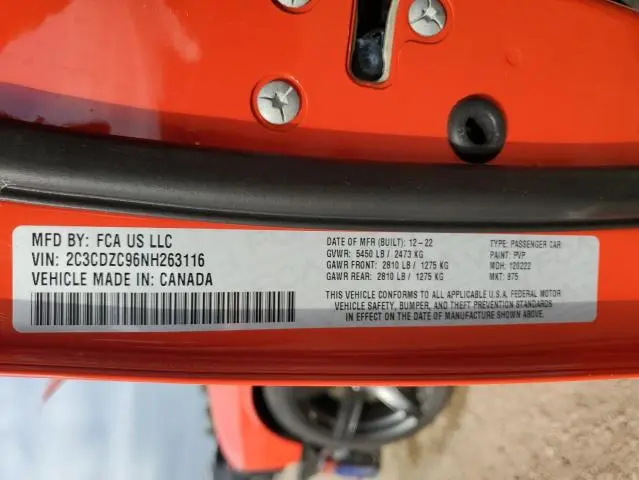 MFD BY: FCA US LLC
VIN: 2C3CDZC96NH263116
VEHICLE MADE IN: CANADA
DATE OF MFR (BUILT): 12-22
GVWR: 5450 LB / 2473 KG
GAWR FRONT: 2810 LB / 1275 KG
GAWR REAR: 2810 LB / 1275 KG
TYPE: PASSENGER CAR
PAINT: PVP
MDH: 120222
MKT: 875
THIS VEHICLE CONFORMS TO ALL APPLICABLE U.S.A. FEDERAL MOTOR
VEHICLE SAFETY, BUMPER, AND THEFT PREVENTION STANDARDS
IN EFFECT ON THE DATE OF MANUFACTURE SHOWN ABOVE.